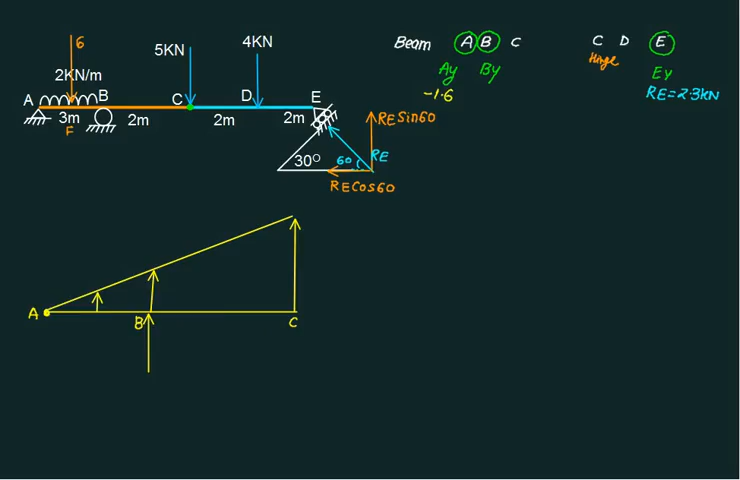 6
5KN
4KN
2KN/m
A
B
C
D
E
3m
F
2m
2m
2m
30°
60
RE
RESin60
RECos60
Beam A B C
C D E
Hinge
Ay By
Ey
-1.6
RE=2.3KN
A
B
C